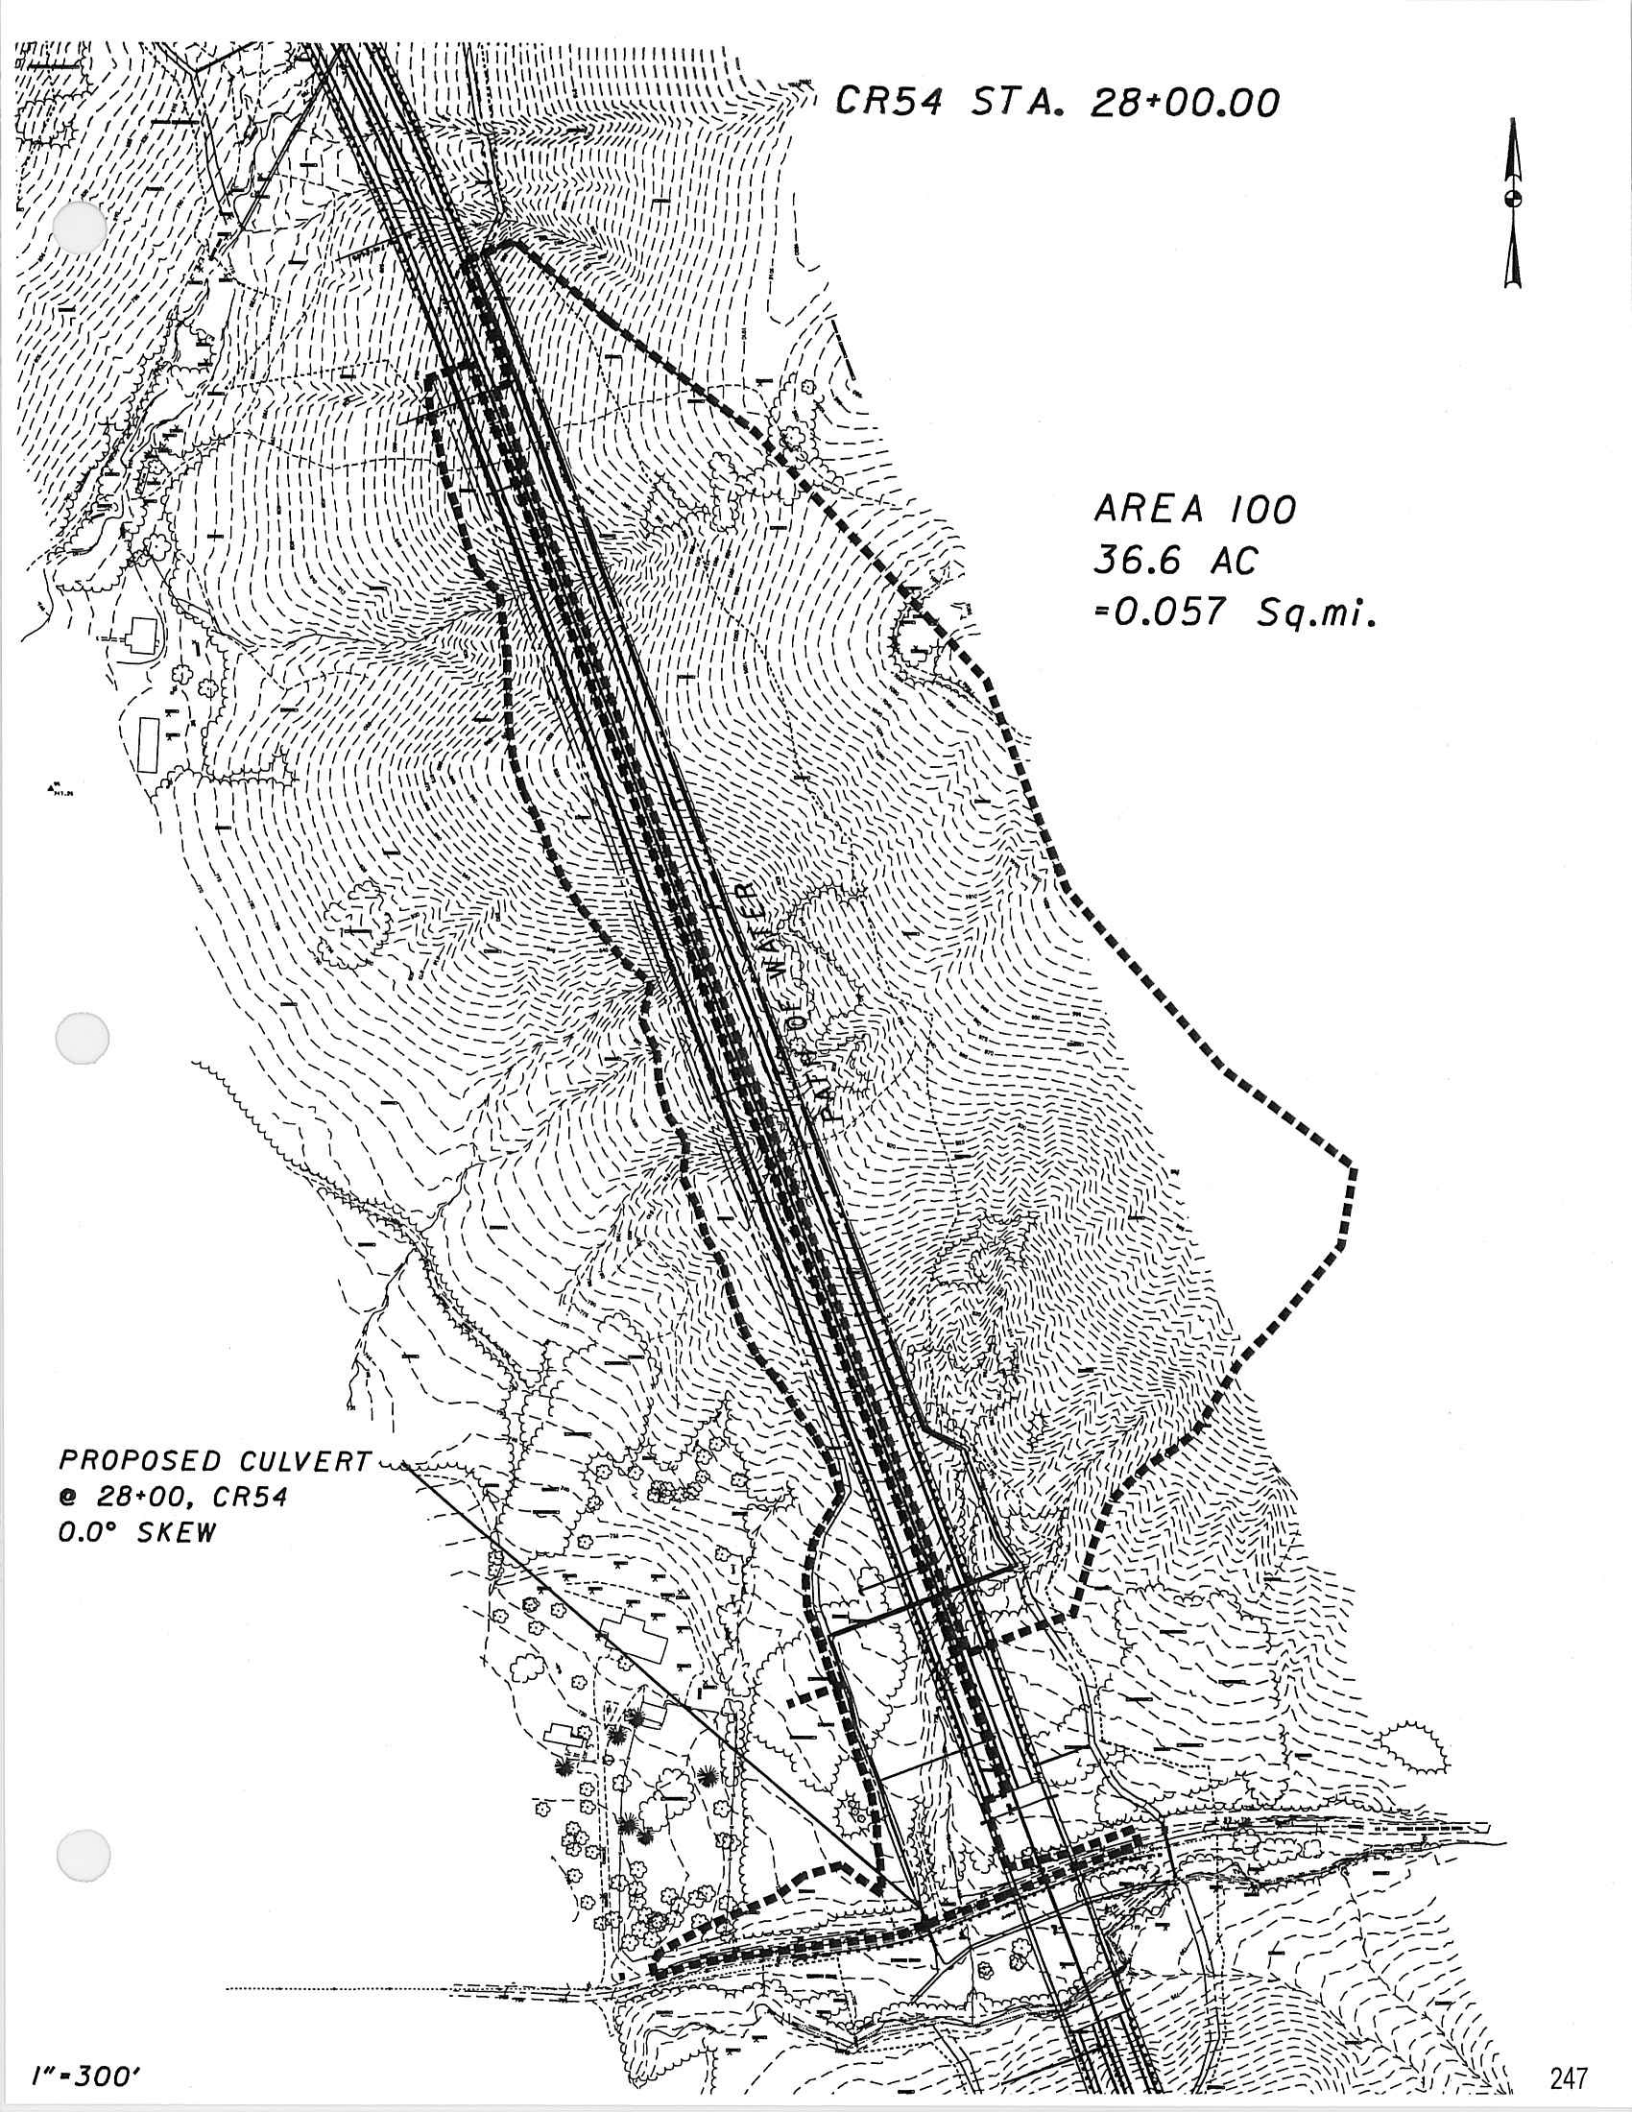 CR54 STA. 28+00.00
AREA 100
36.6 AC
=0.057 Sq.mi.
PATH OF WATER
PROPOSED CULVERT
@ 28+00, CR54
0.0° SKEW
1"=300'
247